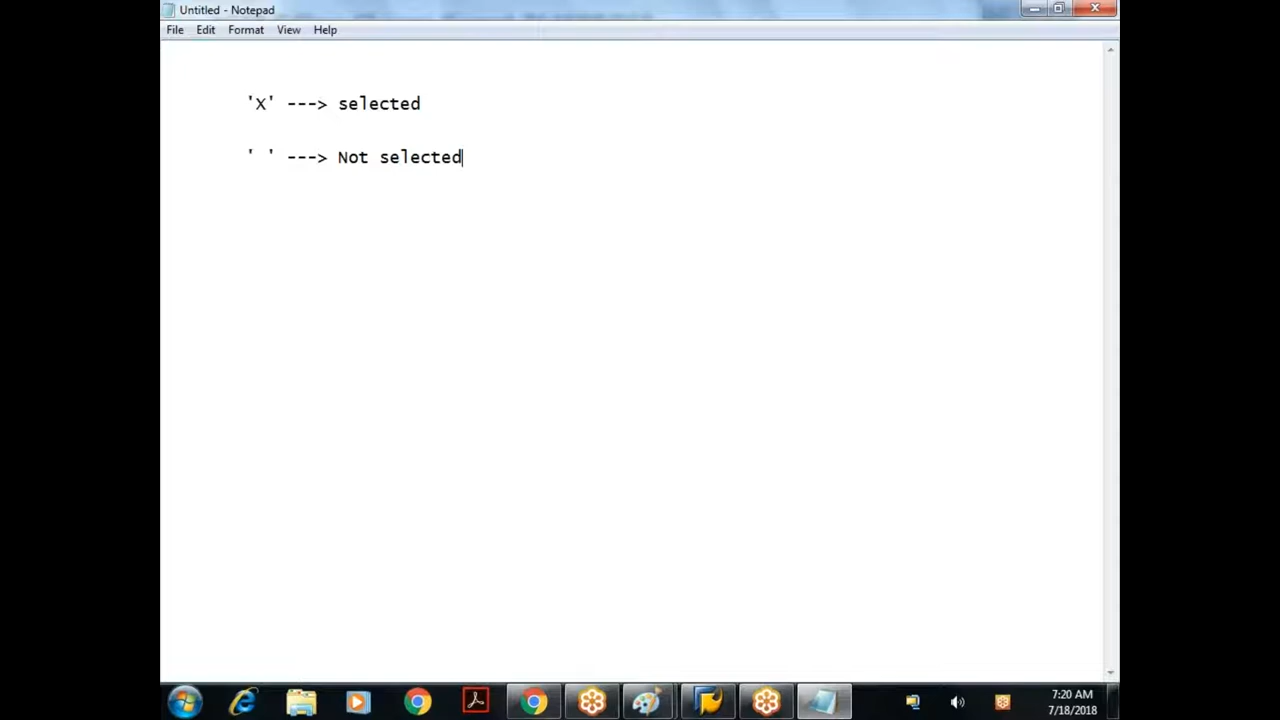 Untitled - Notepad
File Edit Format View Help
'X' ---> selected
' ' ---> Not selected
7:20 AM
7/18/2018